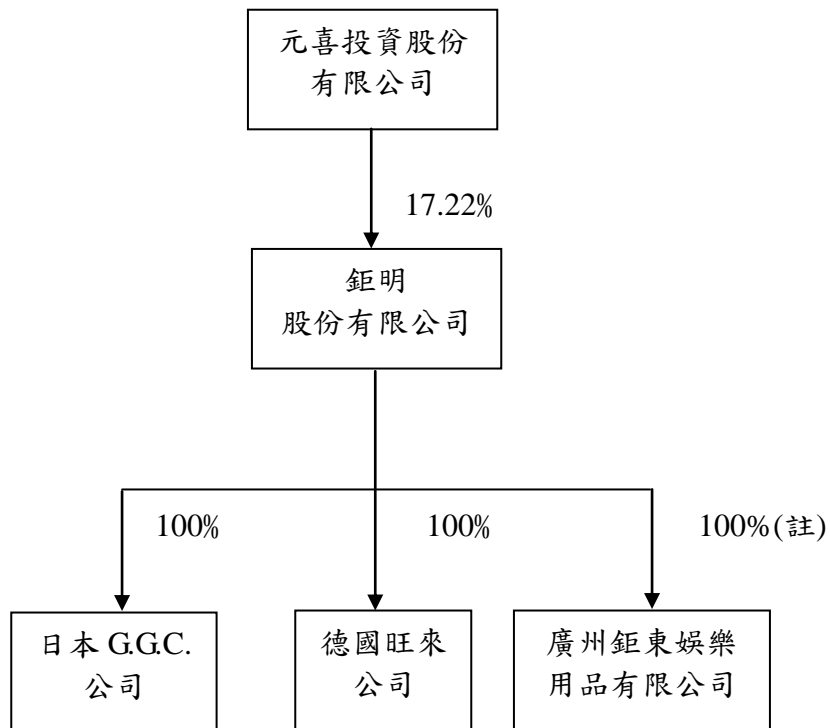 元喜投資股份
有限公司
17.22%
鉅明
股份有限公司
100%
100%
100%(註)
日本 G.G.C.
公司
德國旺來
公司
廣州鉅東娛樂
用品有限公司